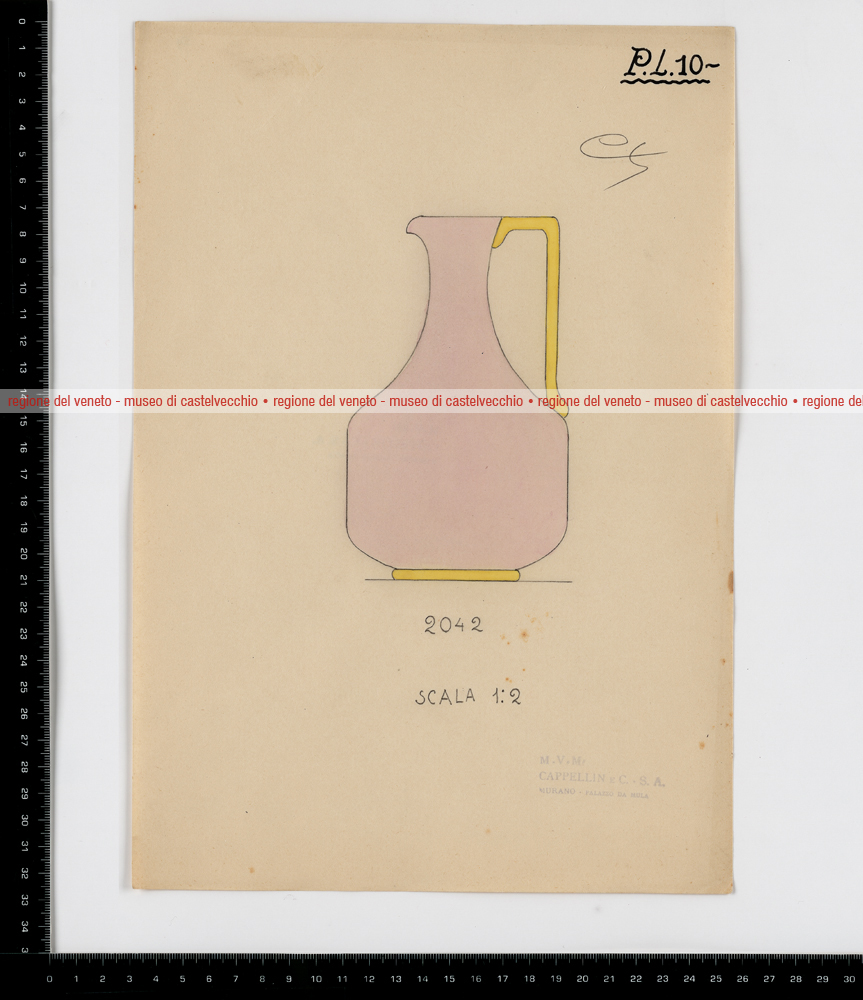 P.L.10~
regione del veneto - museo di castelvecchio • regione del veneto - museo di castelvecchio • regione del veneto - museo di castelvecchio • regione del
2042
SCALA 1:2
M.V.M.
CAPPELLIN & C. - S. A.
MURANO - PALAZZO DA MULA
0 1 2 3 4 5 6 7 8 9 10 11 12 13 14 15 16 17 18 19 20 21 22 23 24 25 26 27 28 29 30 31 32 33 34 3
0 1 2 3 4 5 6 7 8 9 10 11 12 13 14 15 16 17 18 19 20 21 22 23 24 25 26 27 28 29 30